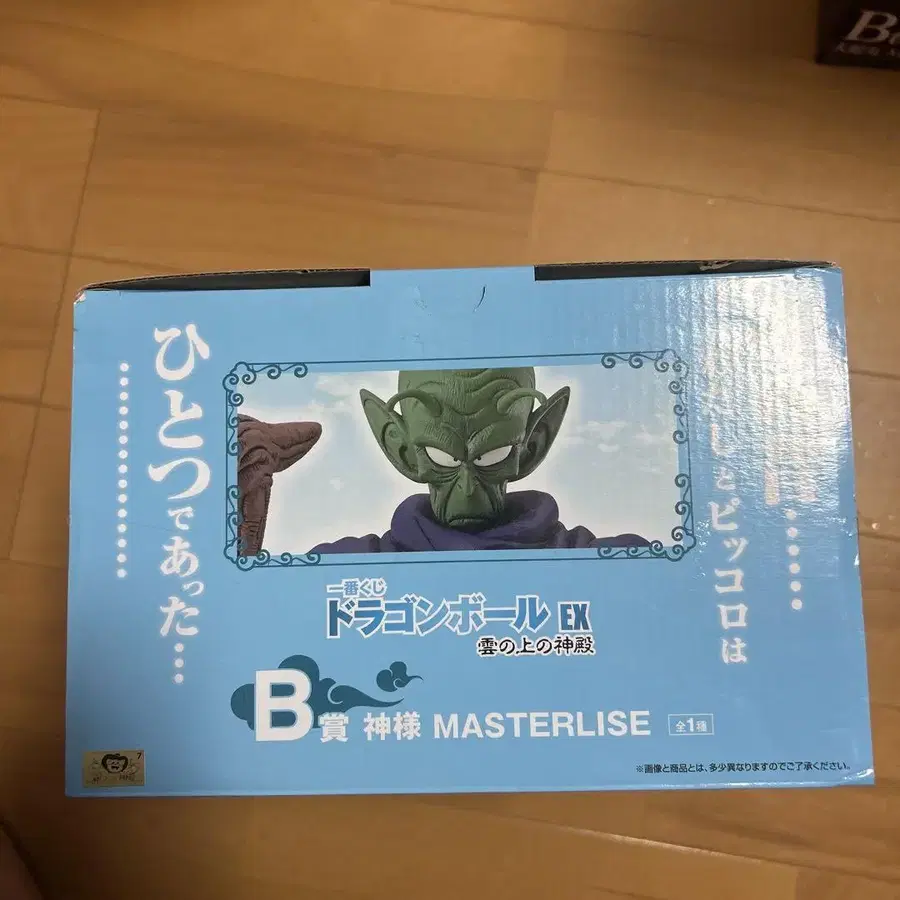 しとピッコロは
ひとつであった…
一番くじ
ドラゴンボール EX
雲の上の神殿
B賞 神様 MASTERLISE 全1種
※画像と商品とは、多少異なりますのでご了承ください。
7